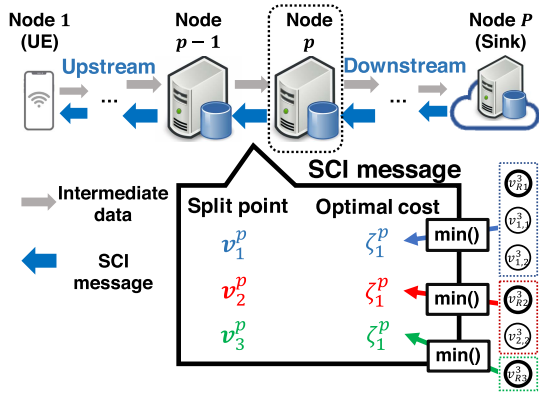 Node 1
(UE)
Node
p − 1
Node
p
Node P
(Sink)
Upstream
Downstream
...
...
SCI message
Intermediate
data
SCI
message
Split point
Optimal cost
v_1^p
ζ_1^p
min()
v_2^p
ζ_1^p
min()
v_3^p
ζ_1^p
min()
v_{R1}^3
v_{1,1}^3
v_{1,2}^3
v_{R2}^3
v_{2,2}^3
v_{R3}^3